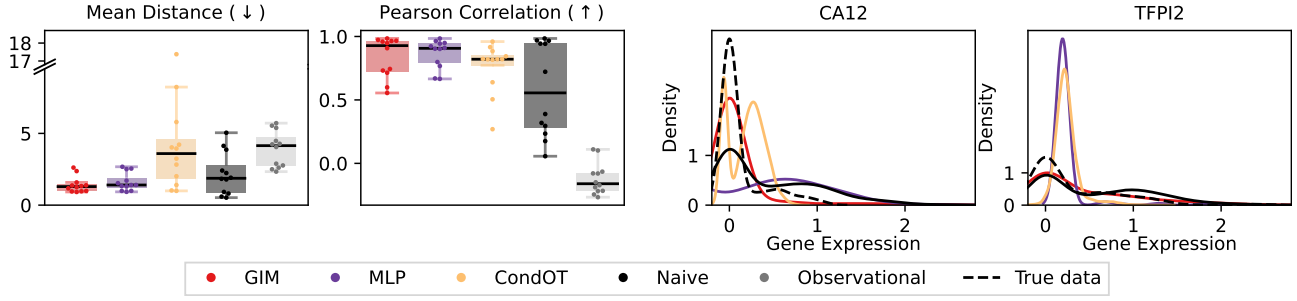 Mean Distance (↓)
18
17
5
0
Pearson Correlation (↑)
1.0
0.5
0.0
CA12
Density
1
0
0 1 2
Gene Expression
TFPI2
Density
1
0
0 1 2
Gene Expression
GIM MLP CondOT Naive Observational True data